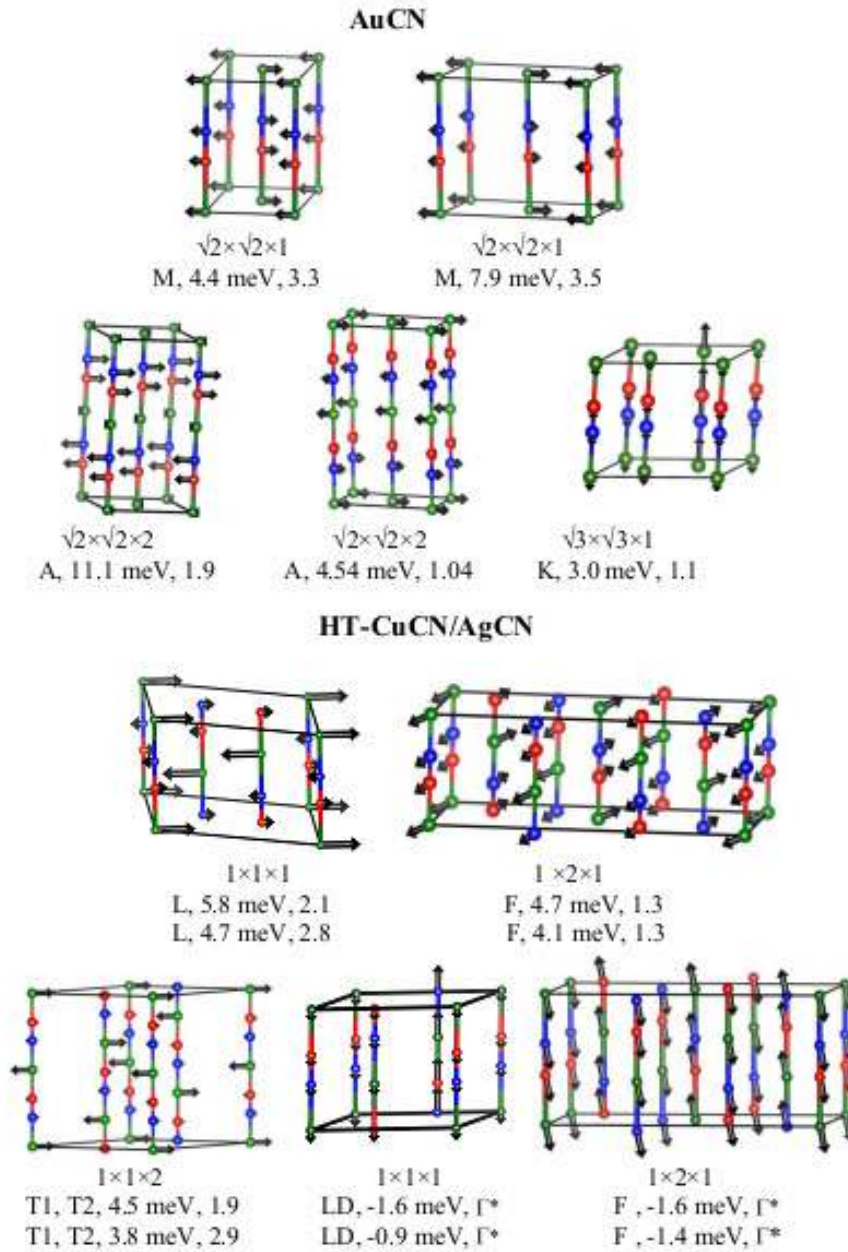 AuCN
√2×√2×1
M, 4.4 meV, 3.3
√2×√2×1
M, 7.9 meV, 3.5
√2×√2×2
A, 11.1 meV, 1.9
√2×√2×2
A, 4.54 meV, 1.04
√3×√3×1
K, 3.0 meV, 1.1
HT-CuCN/AgCN
1×1×1
L, 5.8 meV, 2.1
L, 4.7 meV, 2.8
1 ×2×1
F, 4.7 meV, 1.3
F, 4.1 meV, 1.3
1×1×2
T1, T2, 4.5 meV, 1.9
T1, T2, 3.8 meV, 2.9
1×1×1
LD, -1.6 meV, Γ*
LD, -0.9 meV, Γ*
1×2×1
F , -1.6 meV, Γ*
F , -1.4 meV, Γ*